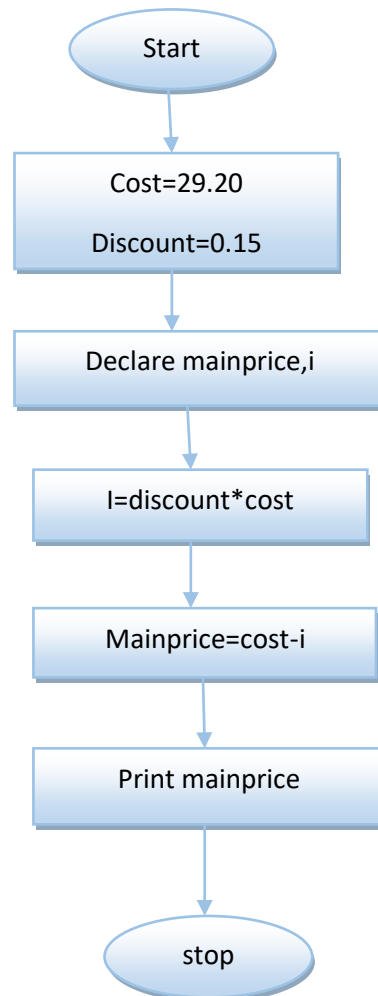 Start
Cost=29.20
Discount=0.15
Declare mainprice,i
I=discount*cost
Mainprice=cost-i
Print mainprice
stop